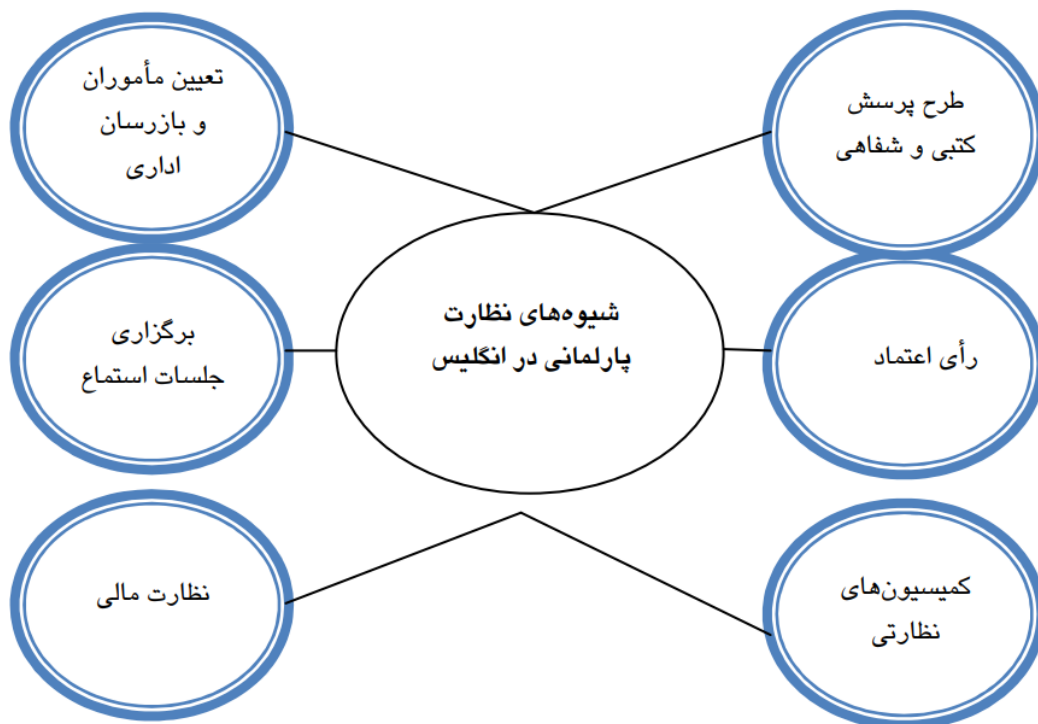 طرح پرسش
کتبی و شفاهی
تعیین مأموران
و بازرسان
اداری
شیوه‌های نظارت
پارلمانی در انگلیس
رأی اعتماد
برگزاری
جلسات استماع
کمیسیون‌های
نظارتی
نظارت مالی